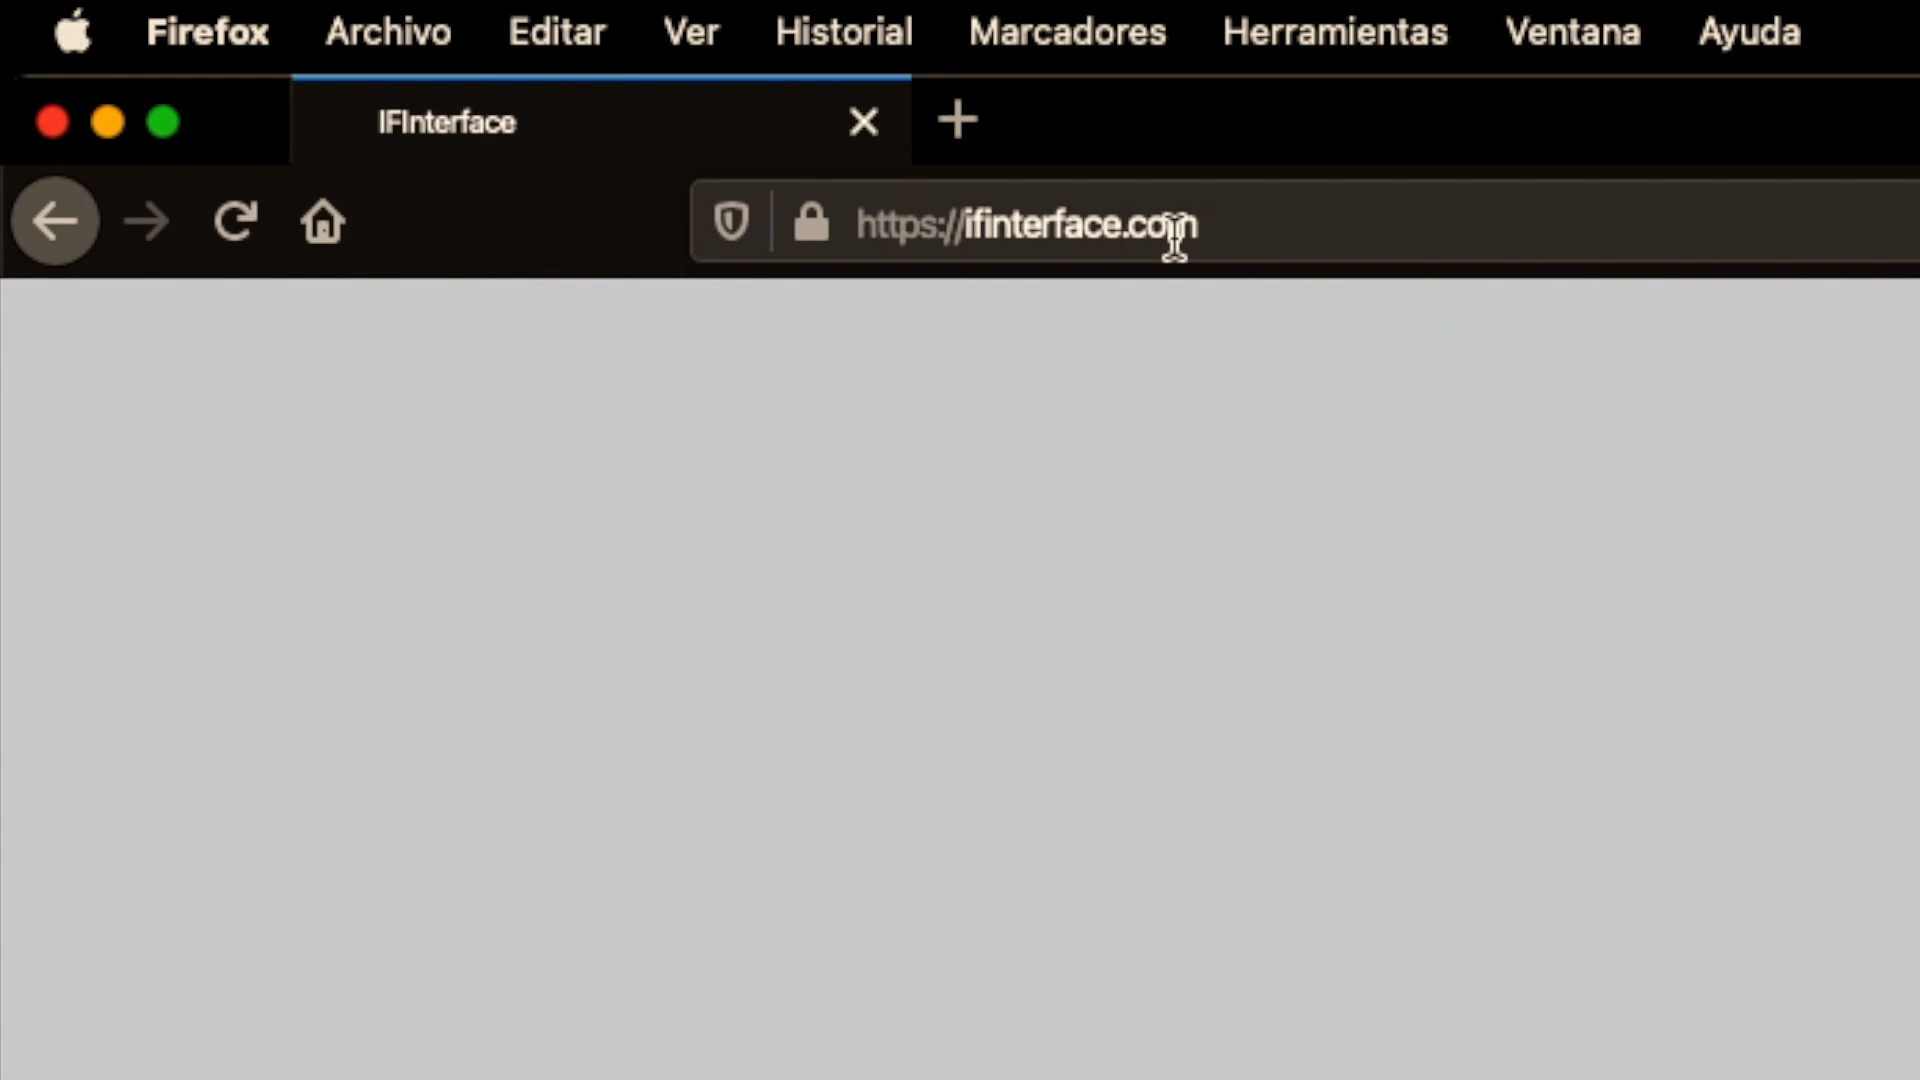 Firefox Archivo Editar Ver Historial Marcadores Herramientas Ventana Ayuda
IFInterface
https://ifinterface.com